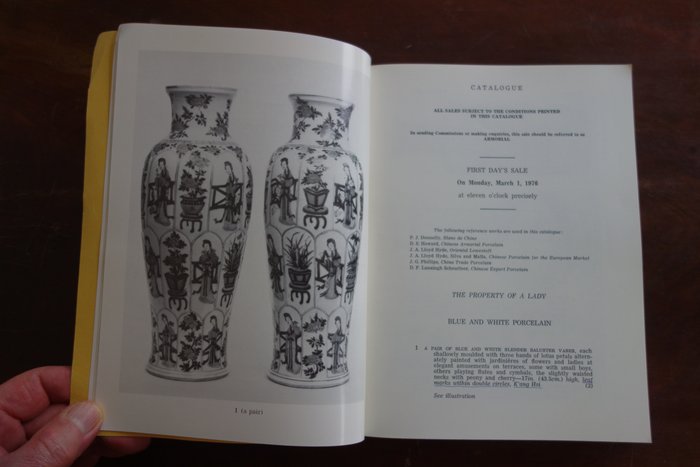 1 (a pair)
CATALOGUE
ALL SALES SUBJECT TO THE CONDITIONS PRINTED
IN THIS CATALOGUE
In sending Commissions or making enquiries, this sale should be referred to as
ARMORIAL
FIRST DAY'S SALE
On Monday, March 1, 1976
at eleven o'clock precisely
The following reference works are used in this catalogue:
P. J. Donnelly, Blanc de Chine
D. S. Howard, Chinese Armorial Porcelain
J. A. Lloyd Hyde, Oriental Lowestoft
J. A. Lloyd Hyde, Silva and Malta, Chinese Porcelain for the European Market
J. G. Phillips, China Trade Porcelain
D. F. Lunsingh Scheurleer, Chinese Export Porcelain
THE PROPERTY OF A LADY
BLUE AND WHITE PORCELAIN
1 A PAIR OF BLUE AND WHITE SLENDER BALUSTER VASES, each
shallowly moulded with three bands of lotus petals altern-
ately painted with jardinières of flowers and ladies at
elegant amusements on terraces, some with small boys,
others playing flutes and cymbals, the slightly waisted
necks with peony and cherry—17in. (43.5cm.) high, leaf
marks within double circles, K'ang Hsi (2)
See illustration